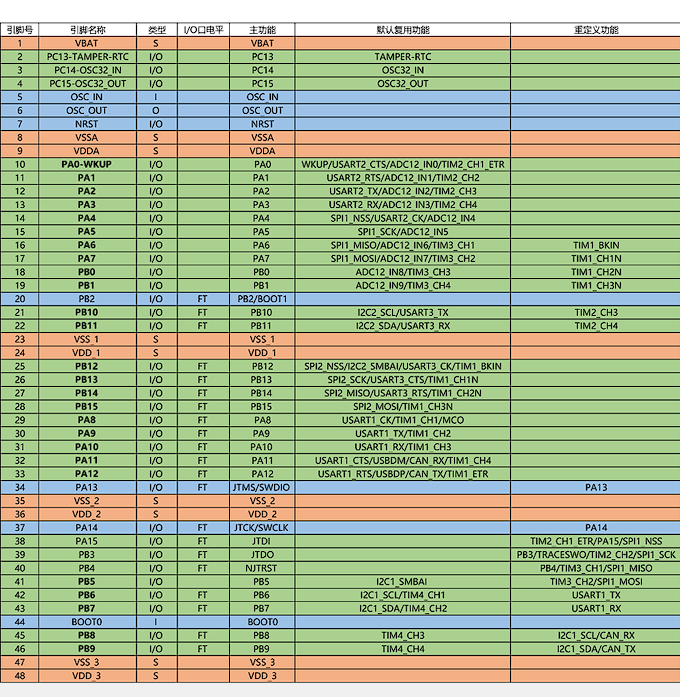 引脚号 引脚名称 类型 I/O口电平 主功能 默认复用功能 重定义功能
1 VBAT S VBAT
2 PC13-TAMPER-RTC I/O PC13 TAMPER-RTC
3 PC14-OSC32_IN I/O PC14 OSC32_IN
4 PC15-OSC32_OUT I/O PC15 OSC32_OUT
5 OSC_IN I OSC_IN
6 OSC_OUT O OSC_OUT
7 NRST I/O NRST
8 VSSA S VSSA
9 VDDA S VDDA
10 PA0-WKUP I/O PA0 WKUP/USART2_CTS/ADC12_IN0/TIM2_CH1_ETR
11 PA1 I/O PA1 USART2_RTS/ADC12_IN1/TIM2_CH2
12 PA2 I/O PA2 USART2_TX/ADC12_IN2/TIM2_CH3
13 PA3 I/O PA3 USART2_RX/ADC12_IN3/TIM2_CH4
14 PA4 I/O PA4 SPI1_NSS/USART2_CK/ADC12_IN4
15 PA5 I/O PA5 SPI1_SCK/ADC12_IN5
16 PA6 I/O PA6 SPI1_MISO/ADC12_IN6/TIM3_CH1 TIM1_BKIN
17 PA7 I/O PA7 SPI1_MOSI/ADC12_IN7/TIM3_CH2 TIM1_CH1N
18 PB0 I/O PB0 ADC12_IN8/TIM3_CH3 TIM1_CH2N
19 PB1 I/O PB1 ADC12_IN9/TIM3_CH4 TIM1_CH3N
20 PB2 I/O FT PB2/BOOT1
21 PB10 I/O FT PB10 I2C2_SCL/USART3_TX TIM2_CH3
22 PB11 I/O FT PB11 I2C2_SDA/USART3_RX TIM2_CH4
23 VSS_1 S VSS_1
24 VDD_1 S VDD_1
25 PB12 I/O FT PB12 SPI2_NSS/I2C2_SMBAI/USART3_CK/TIM1_BKIN
26 PB13 I/O FT PB13 SPI2_SCK/USART3_CTS/TIM1_CH1N
27 PB14 I/O FT PB14 SPI2_MISO/USART3_RTS/TIM1_CH2N
28 PB15 I/O FT PB15 SPI2_MOSI/TIM1_CH3N
29 PA8 I/O FT PA8 USART1_CK/TIM1_CH1/MCO
30 PA9 I/O FT PA9 USART1_TX/TIM1_CH2
31 PA10 I/O FT PA10 USART1_RX/TIM1_CH3
32 PA11 I/O FT PA11 USART1_CTS/USBDM/CAN_RX/TIM1_CH4
33 PA12 I/O FT PA12 USART1_RTS/USBDP/CAN_TX/TIM1_ETR
34 PA13 I/O FT JTMS/SWDIO PA13
35 VSS_2 S VSS_2
36 VDD_2 S VDD_2
37 PA14 I/O FT JTCK/SWCLK PA14
38 PA15 I/O FT JTDI TIM2_CH1_ETR/PA15/SPI1_NSS
39 PB3 I/O FT JTDO PB3/TRACESWO/TIM2_CH2/SPI1_SCK
40 PB4 I/O FT NJTRST PB4/TIM3_CH1/SPI1_MISO
41 PB5 I/O PB5 I2C1_SMBAI TIM3_CH2/SPI1_MOSI
42 PB6 I/O FT PB6 I2C1_SCL/TIM4_CH1 USART1_TX
43 PB7 I/O FT PB7 I2C1_SDA/TIM4_CH2 USART1_RX
44 BOOT0 I BOOT0
45 PB8 I/O FT PB8 TIM4_CH3 I2C1_SCL/CAN_RX
46 PB9 I/O FT PB9 TIM4_CH4 I2C1_SDA/CAN_TX
47 VSS_3 S VSS_3
48 VDD_3 S VDD_3